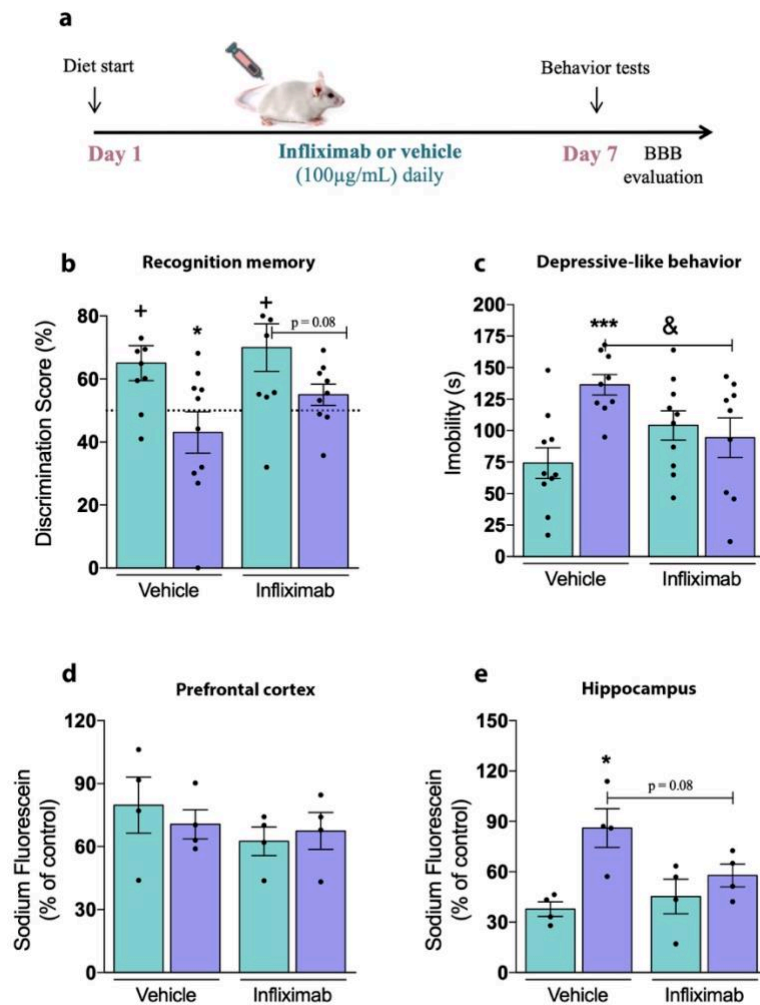 a
Diet start
Behavior tests
Day 1
Infliximab or vehicle
(100µg/mL) daily
Day 7
BBB
evaluation
b
Recognition memory
Discrimination Score (%)
80
60
40
20
0
+
*
+
p = 0.08
Vehicle
Infliximab
c
Depressive-like behavior
Imobility (s)
200
175
150
125
100
75
50
25
0
***
&
Vehicle
Infliximab
d
Prefrontal cortex
Sodium Fluorescein
(% of control)
120
90
60
30
0
Vehicle
Infliximab
e
Hippocampus
Sodium Fluorescein
(% of control)
150
120
90
60
30
0
*
p = 0.08
Vehicle
Infliximab